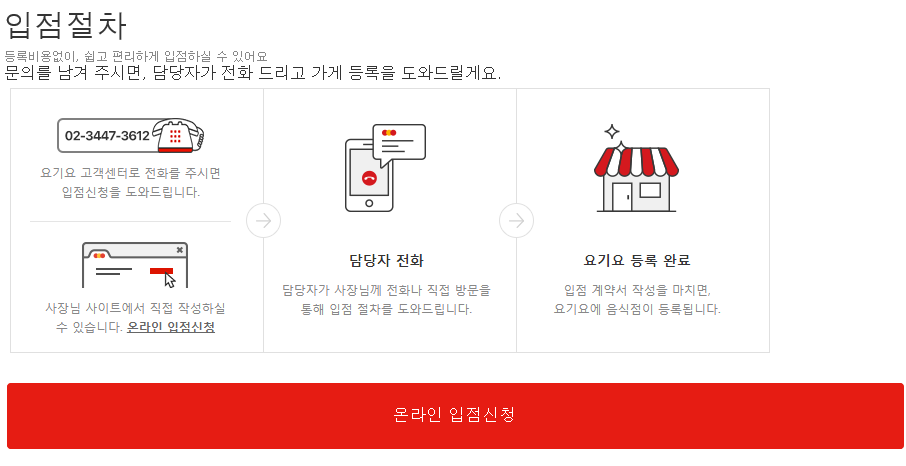 입점절차
등록비용없이, 쉽고 편리하게 입점하실 수 있어요
문의를 남겨 주시면, 담당자가 전화 드리고 가게 등록을 도와드릴게요.
02-3447-3612
요기요 고객센터로 전화를 주시면
입점신청을 도와드립니다.
사장님 사이트에서 직접 작성하실
수 있습니다. 온라인 입점신청
담당자 전화
담당자가 사장님께 전화나 직접 방문을
통해 입점 절차를 도와드립니다.
요기요 등록 완료
입점 계약서 작성을 마치면,
요기요에 음식점이 등록됩니다.
온라인 입점신청